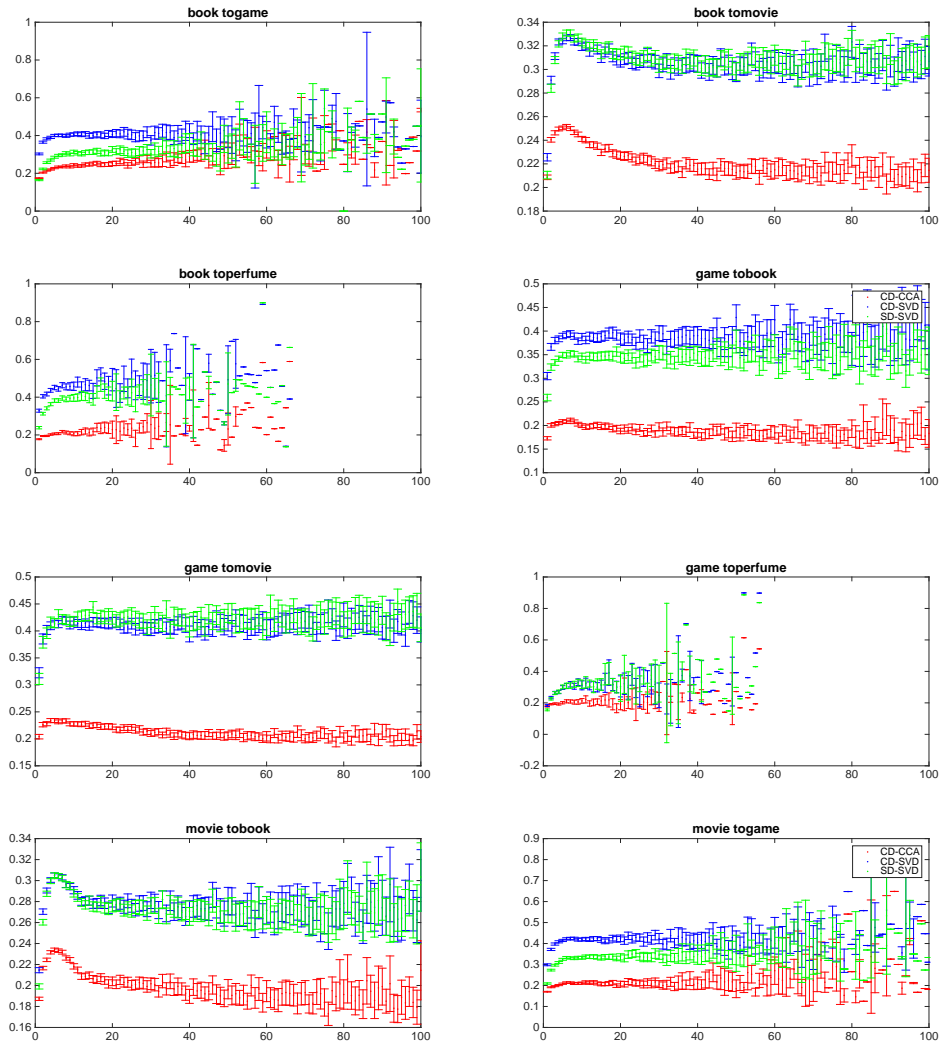 book togame
1
0.8
0.6
0.4
0.2
0
0 20 40 60 80 100
book tomovie
0.34
0.32
0.3
0.28
0.26
0.24
0.22
0.2
0.18
0 20 40 60 80 100
book toperfume
1
0.8
0.6
0.4
0.2
0
0 20 40 60 80 100
game tobook
0.5
0.45
0.4
0.35
0.3
0.25
0.2
0.15
0.1
0 20 40 60 80 100
CD-CCA
CD-SVD
SD-SVD
game tomovie
0.5
0.45
0.4
0.35
0.3
0.25
0.2
0.15
0 20 40 60 80 100
game toperfume
1
0.8
0.6
0.4
0.2
0
-0.2
0 20 40 60 80 100
movie tobook
0.34
0.32
0.3
0.28
0.26
0.24
0.22
0.2
0.18
0.16
0 20 40 60 80 100
movie togame
0.9
0.8
0.7
0.6
0.5
0.4
0.3
0.2
0.1
0
0 20 40 60 80 100
CD-CCA
CD-SVD
SD-SVD